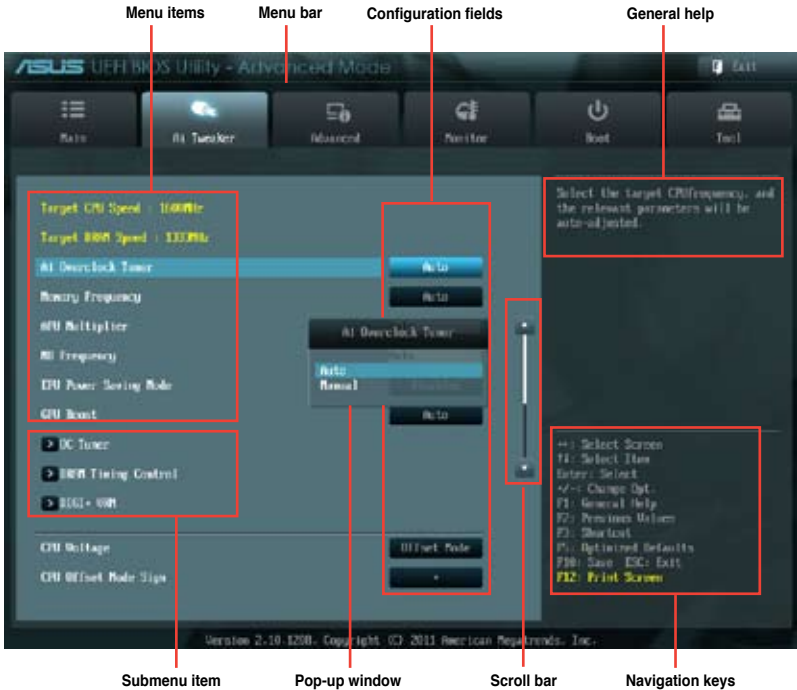 Menu items
Menu bar
Configuration fields
General help
ASUS UEFI BIOS Utility - Advanced Mode
Exit
Main
Ai Tweaker
Advanced
Monitor
Boot
Tool
Target CPU Speed : 1600MHz
Target DRAM Speed : 1333MHz
Ai Overclock Tuner
Auto
Memory Frequency
Auto
APU Multiplier
NB Frequency
Auto
EPU Power Saving Mode
Disabled
GPU Boost
Auto
OC Tuner
DRAM Timing Control
DIGI+ VRM
CPU Voltage
Offset Mode
CPU Offset Mode Sign
Ai Overclock Tuner
Auto
Manual
Select the target CPUfrequency, and
the relevant parameters will be
auto-adjusted.
↔: Select Screen
↑↓: Select Item
Enter: Select
+/-: Change Opt.
F1: General Help
F2: Previous Values
F3: Shortcut
F5: Optimized Defaults
F10: Save ESC: Exit
F12: Print Screen
Version 2.10.1208. Copyright (C) 2011 American Megatrends, Inc.
Submenu item
Pop-up window
Scroll bar
Navigation keys